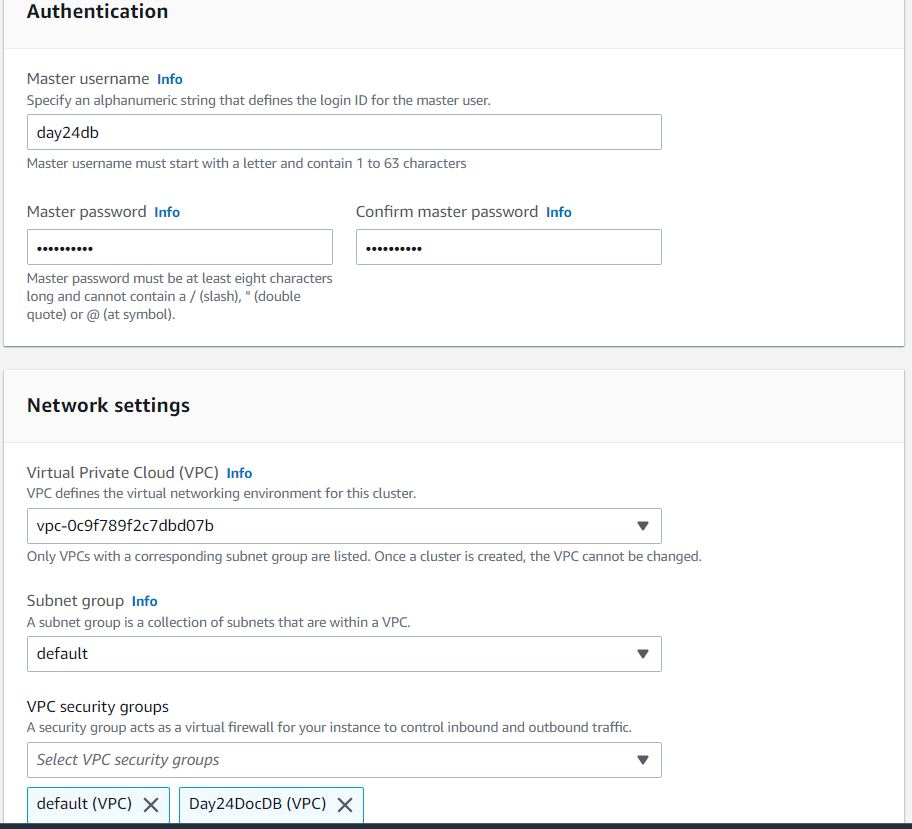 Authentication
Master username Info
Specify an alphanumeric string that defines the login ID for the master user.
day24db
Master username must start with a letter and contain 1 to 63 characters
Master password Info
••••••••••
Master password must be at least eight characters
long and cannot contain a / (slash), " (double
quote) or @ (at symbol).
Confirm master password Info
••••••••••
Network settings
Virtual Private Cloud (VPC) Info
VPC defines the virtual networking environment for this cluster.
vpc-0c9f789f2c7dbd07b
Only VPCs with a corresponding subnet group are listed. Once a cluster is created, the VPC cannot be changed.
Subnet group Info
A subnet group is a collection of subnets that are within a VPC.
default
VPC security groups
A security group acts as a virtual firewall for your instance to control inbound and outbound traffic.
Select VPC security groups
default (VPC)
Day24DocDB (VPC)